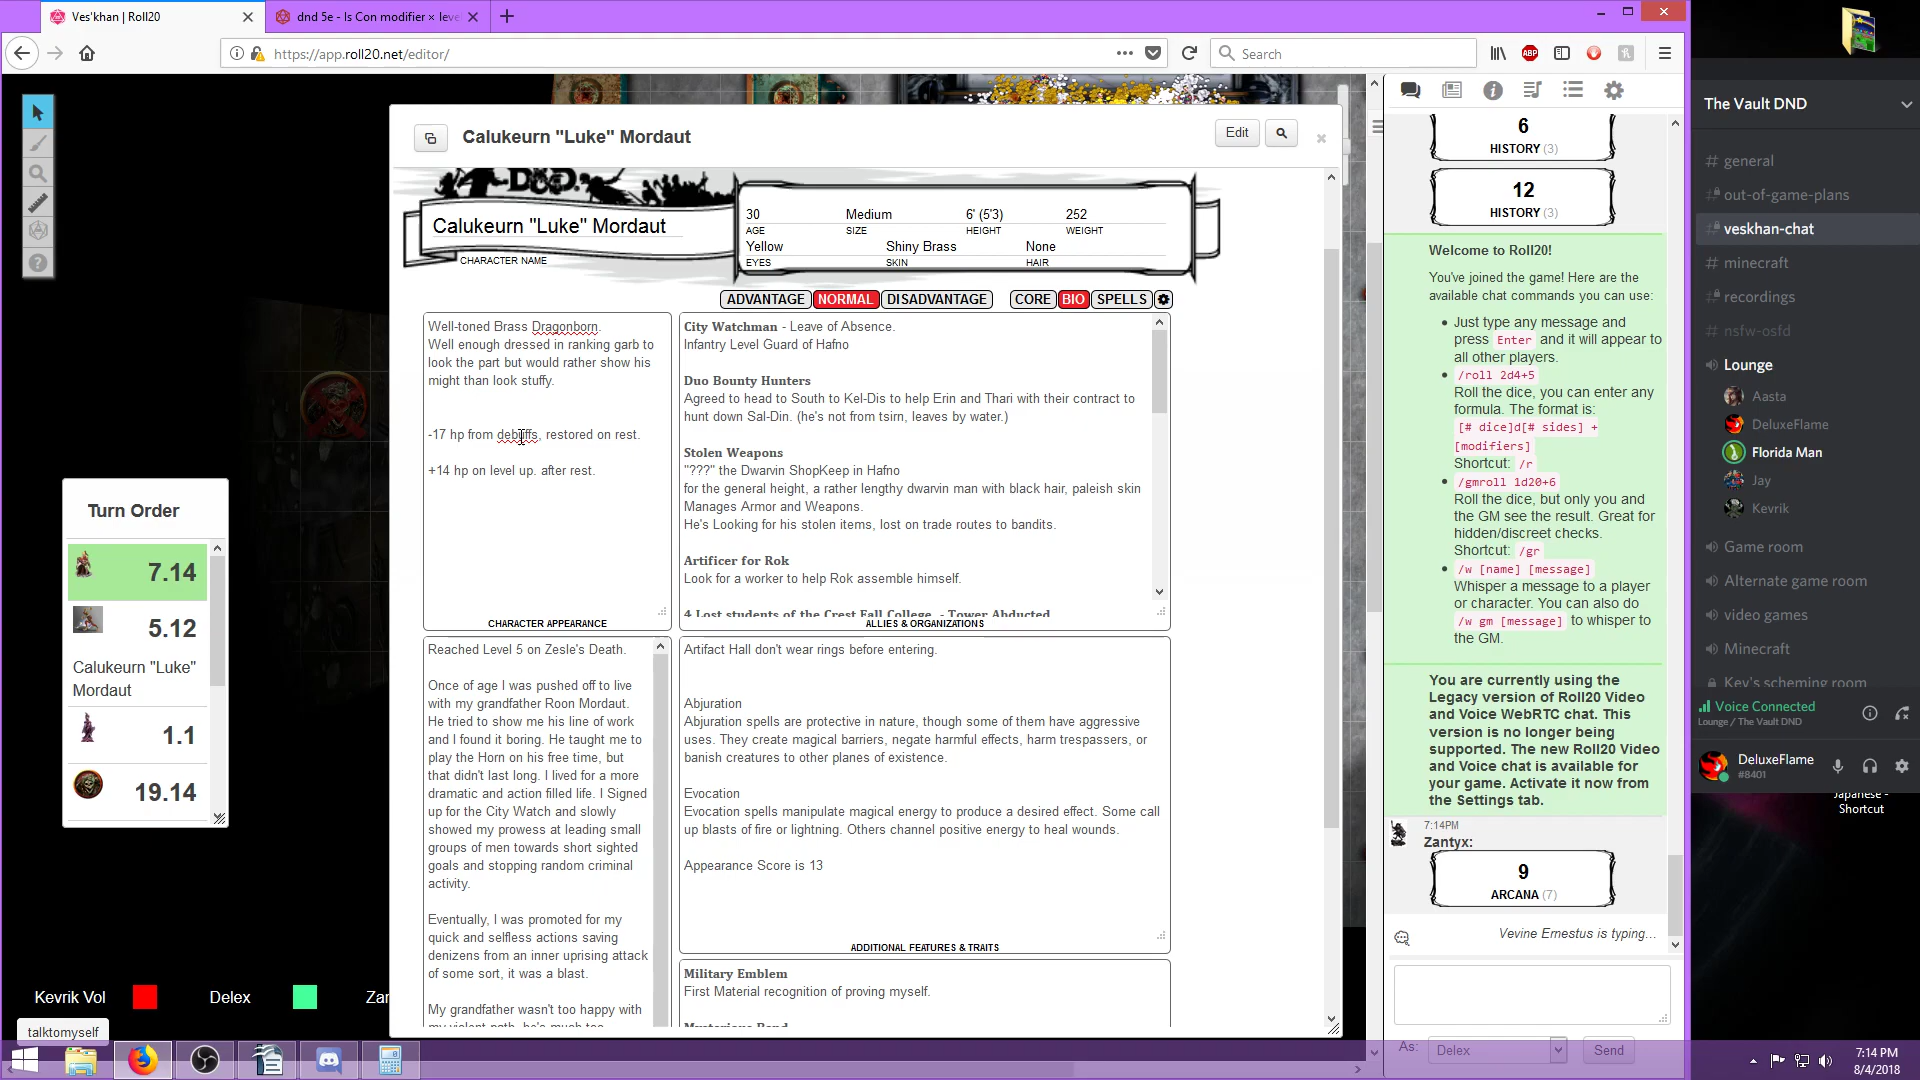 Ves'khan | Roll20
dnd 5e - Is Con modifier × leve
https://app.roll20.net/editor/
Search
ABP
Calukeurn "Luke" Mordaut
Edit
D&D
Calukeurn "Luke" Mordaut
CHARACTER NAME
30
Medium
6' (5'3)
252
AGE
SIZE
HEIGHT
WEIGHT
Yellow
Shiny Brass
None
EYES
SKIN
HAIR
ADVANTAGE
NORMAL
DISADVANTAGE
CORE
BIO
SPELLS
Well-toned Brass Dragonborn.
Well enough dressed in ranking garb to
look the part but would rather show his
might than look stuffy.
-17 hp from debuffs, restored on rest.
+14 hp on level up. after rest.
CHARACTER APPEARANCE
City Watchman - Leave of Absence.
Infantry Level Guard of Hafno
Duo Bounty Hunters
Agreed to head to South to Kel-Dis to help Erin and Thari with their contract to
hunt down Sal-Din. (he's not from tsirn, leaves by water.)
Stolen Weapons
"???" the Dwarvin ShopKeep in Hafno
for the general height, a rather lengthy dwarvin man with black hair, paleish skin
Manages Armor and Weapons.
He's Looking for his stolen items, lost on trade routes to bandits.
Artificer for Rok
Look for a worker to help Rok assemble himself.
4 Lost students of the Crest Fall College. - Tower Abducted
ALLIES & ORGANIZATIONS
Reached Level 5 on Zesle's Death.
Once of age I was pushed off to live
with my grandfather Roon Mordaut.
He tried to show me his line of work
and I found it boring. He taught me to
play the Horn on his free time, but
that didn't last long. I lived for a more
dramatic and action filled life. I Signed
up for the City Watch and slowly
showed my prowess at leading small
groups of men towards short sighted
goals and stopping random criminal
activity.
Eventually, I was promoted for my
quick and selfless actions saving
denizens from an inner uprising attack
of some sort, it was a blast.
My grandfather wasn't too happy with
my violent path, he's much too
Artifact Hall don't wear rings before entering.
Abjuration
Abjuration spells are protective in nature, though some of them have aggressive
uses. They create magical barriers, negate harmful effects, harm trespassers, or
banish creatures to other planes of existence.
Evocation
Evocation spells manipulate magical energy to produce a desired effect. Some call
up blasts of fire or lightning. Others channel positive energy to heal wounds.
Appearance Score is 13
ADDITIONAL FEATURES & TRAITS
Military Emblem
First Material recognition of proving myself.
Mysterious Band
Turn Order
7.14
5.12
Calukeurn "Luke"
Mordaut
1.1
19.14
Kevrik Vol
Delex
Zan
talktomyself
6
HISTORY (3)
12
HISTORY (3)
Welcome to Roll20!
You've joined the game! Here are the
available chat commands you can use:
Just type any message and
press Enter and it will appear to
all other players.
/roll 2d4+5
Roll the dice, you can enter any
formula. The format is:
[# dice]d[# sides] +
[modifiers]
Shortcut: /r
/gmroll 1d20+6
Roll the dice, but only you and
the GM see the result. Great for
hidden/discreet checks.
Shortcut: /gr
/w [name] [message]
Whisper a message to a player
or character. You can also do
/w gm [message] to whisper to
the GM.
You are currently using the
Legacy version of Roll20 Video
and Voice WebRTC chat. This
version is no longer being
supported. The new Roll20 Video
and Voice chat is available for
your game. Activate it now from
the Settings tab.
7:14PM
Zantyx:
9
ARCANA (7)
Vevine Ernestus is typing...
As:
Delex
Send
The Vault DND
# general
# out-of-game-plans
# veskhan-chat
# minecraft
# recordings
# nsfw-osfd
Lounge
Aasta
DeluxeFlame
Florida Man
Jay
Kevrik
Game room
Alternate game room
video games
Minecraft
Kev's scheming room
Voice Connected
Lounge / The Vault DND
DeluxeFlame
#8401
Japanese -
Shortcut
7:14 PM
8/4/2018